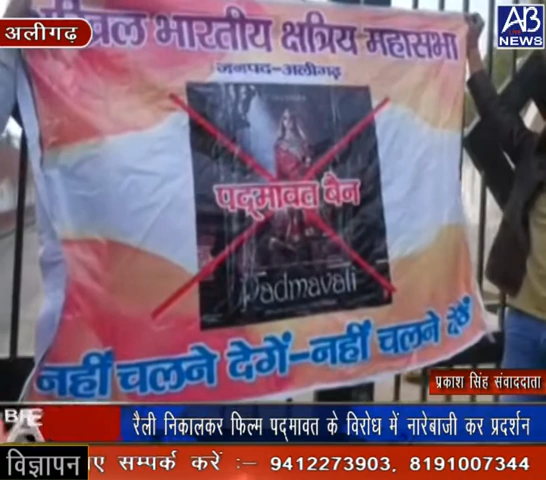 अलीगढ़
AB
Live
NEWS
भारतीय क्षत्रिय महासभा
जनपद-अलीगढ़
पद्मावत बैन
Padmavati
नहीं चलने देगें-नहीं चलने देगें
प्रकाश सिंह संवाददाता
रैली निकालकर फिल्म पद्मावत के विरोध में नारेबाजी कर प्रदर्शन
विज्ञापन ए सम्पर्क करें :- 9412273903, 8191007344